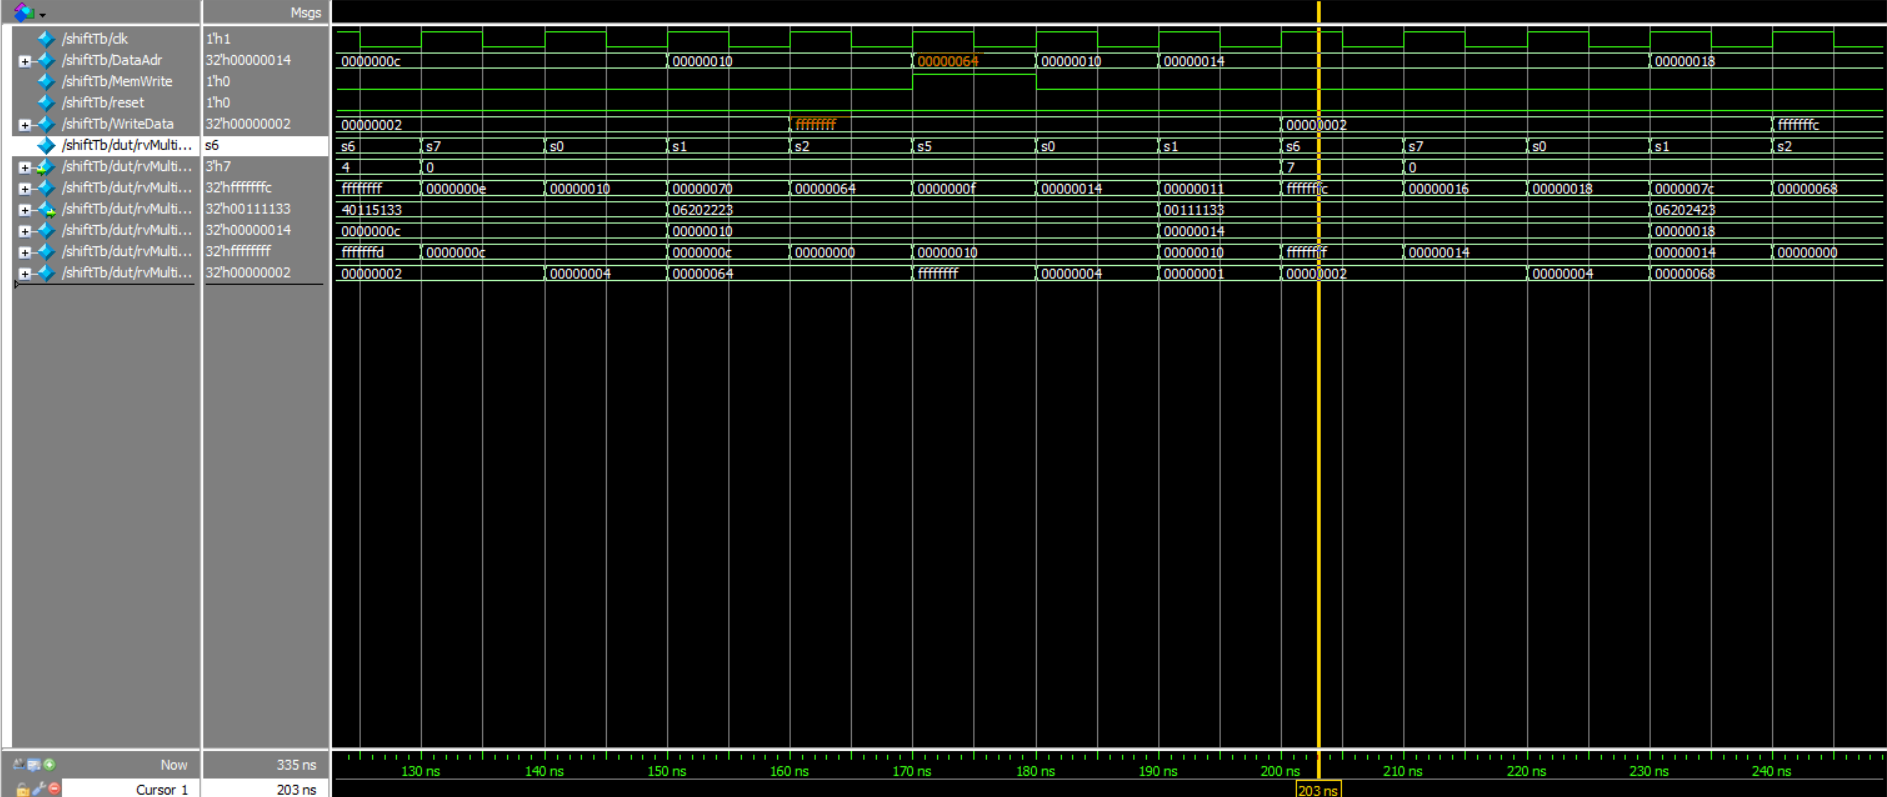 Msgs
/shiftTb/clk 1'h1
/shiftTb/DataAdr 32'h00000014 0000000c 00000010 00000064 00000010 00000014 00000018
/shiftTb/MemWrite 1'h0
/shiftTb/reset 1'h0
/shiftTb/WriteData 32'h00000002 00000002 ffffffff 00000002 fffffffc
/shiftTb/dut/rvMulti... s6 s6 s7 s0 s1 s2 s5 s0 s1 s6 s7 s0 s1 s2
/shiftTb/dut/rvMulti... 3'h7 4 0 7 0
/shiftTb/dut/rvMulti... 32'hfffffffc ffffffff 0000000e 00000010 00000070 00000064 0000000f 00000014 00000011 fffffffc 00000016 00000018 0000007c 00000068
/shiftTb/dut/rvMulti... 32'h00111133 40115133 06202223 00111133 06202423
/shiftTb/dut/rvMulti... 32'h00000014 0000000c 00000010 00000014 00000018
/shiftTb/dut/rvMulti... 32'hffffffff fffffffd 0000000c 0000000c 00000000 00000010 00000010 ffffffff 00000014 00000014 00000000
/shiftTb/dut/rvMulti... 32'h00000002 00000002 00000004 00000064 ffffffff 00000004 00000001 00000002 00000004 00000068
Now 335 ns 130 ns 140 ns 150 ns 160 ns 170 ns 180 ns 190 ns 200 ns 210 ns 220 ns 230 ns 240 ns
Cursor 1 203 ns 203 ns